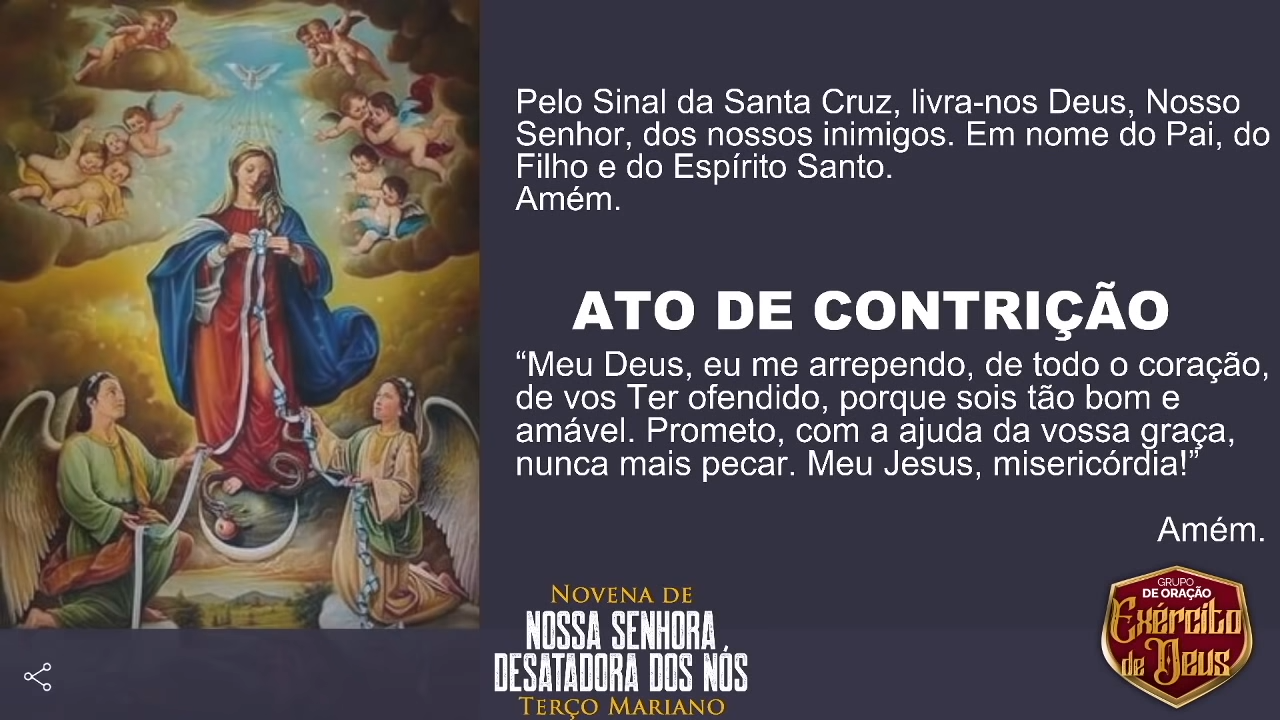 Pelo Sinal da Santa Cruz, livra-nos Deus, Nosso
Senhor, dos nossos inimigos. Em nome do Pai, do
Filho e do Espírito Santo.
Amém.
ATO DE CONTRIÇÃO
“Meu Deus, eu me arrependo, de todo o coração,
de vos Ter ofendido, porque sois tão bom e
amável. Prometo, com a ajuda da vossa graça,
nunca mais pecar. Meu Jesus, misericórdia!”
Amém.
NOVENA DE
NOSSA SENHORA
DESATADORA DOS NÓS
TERÇO MARIANO
GRUPO
DE ORAÇÃO
Exército
de Deus